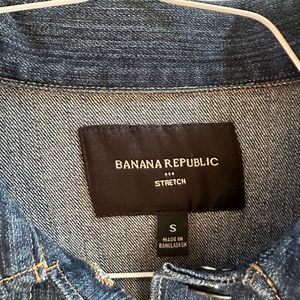 BANANA REPUBLIC
STRETCH
S
MADE IN
BANGLADESH